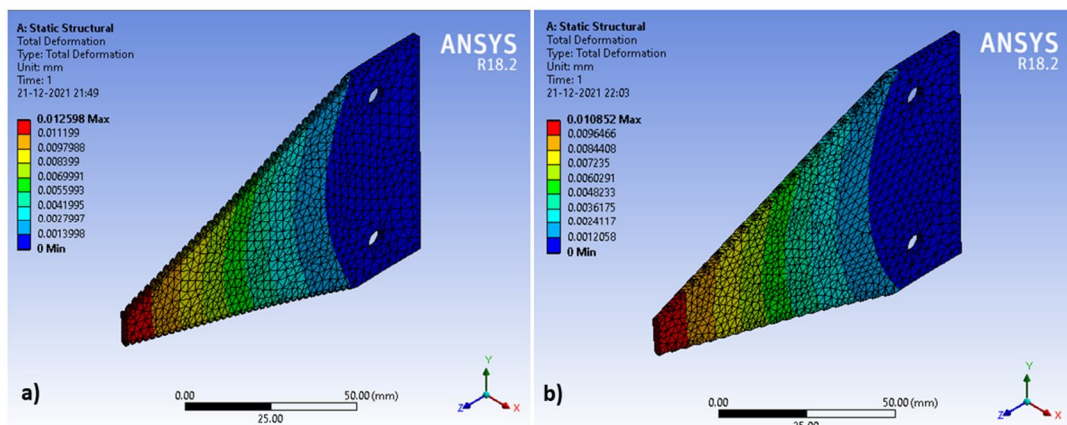 A: Static Structural
Total Deformation
Type: Total Deformation
Unit: mm
Time: 1
21-12-2021 21:49
ANSYS
R18.2
0.012598 Max
0.011199
0.0097988
0.008399
0.0069991
0.0055993
0.0041995
0.0027997
0.0013998
0 Min
a)
0.00
50.00 (mm)
25.00
Y
Z
X
A: Static Structural
Total Deformation
Type: Total Deformation
Unit: mm
Time: 1
21-12-2021 22:03
ANSYS
R18.2
0.010852 Max
0.0096466
0.0084408
0.007235
0.0060291
0.0048233
0.0036175
0.0024117
0.0012058
0 Min
b)
0.00
50.00 (mm)
25.00
Y
Z
X